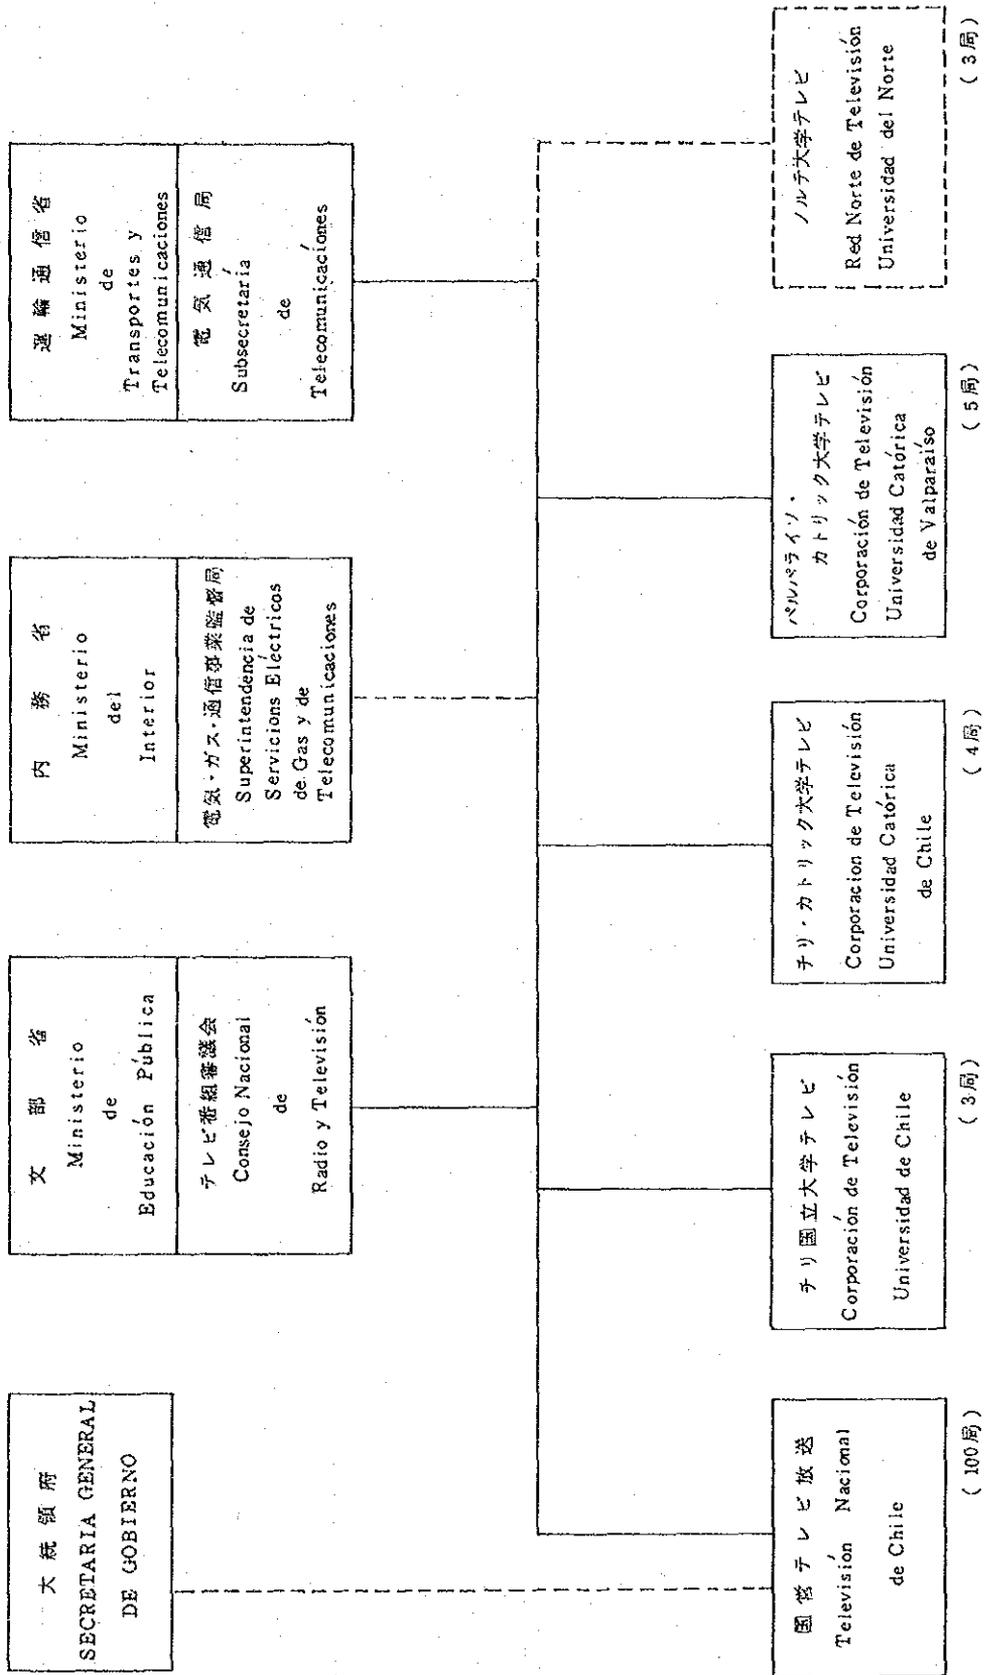 大統領府
SECRETARIA GENERAL
DE GOBIERNO
文部省
Ministerio
de
Educación Pública
テレビ番組審議会
Consejo Nacional
de
Radio y Televisión
内務省
Ministerio
del
Interior
電気・ガス・通信事業監督局
Superintendencia de
Servicions Eléctricos
de Gas y de
Telecomunicaciones
運輸通信省
Ministerio
de
Transportes y
Telecomunicaciones
電気通信局
Subsecretaría
de
Telecomunicaciones
国営テレビ放送
Televisión Nacional
de Chile
(100局)
チリ国立大学テレビ
Corporación de Televisión
Universidad de Chile
(3局)
チリ・カトリック大学テレビ
Corporacion de Televisión
Universidad Catórica
de Chile
(4局)
バルパライソ・
カトリック大学テレビ
Corporación de Televisión
Universidad Catórica
de Valparaíso
(5局)
ノルテ大学テレビ
Red Norte de Televisión
Universidad del Norte
(3局)